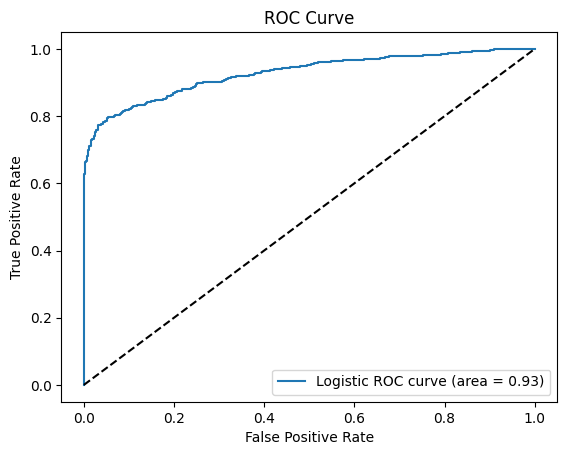 ROC Curve
True Positive Rate
1.0
0.8
0.6
0.4
0.2
0.0
Logistic ROC curve (area = 0.93)
0.0 0.2 0.4 0.6 0.8 1.0
False Positive Rate